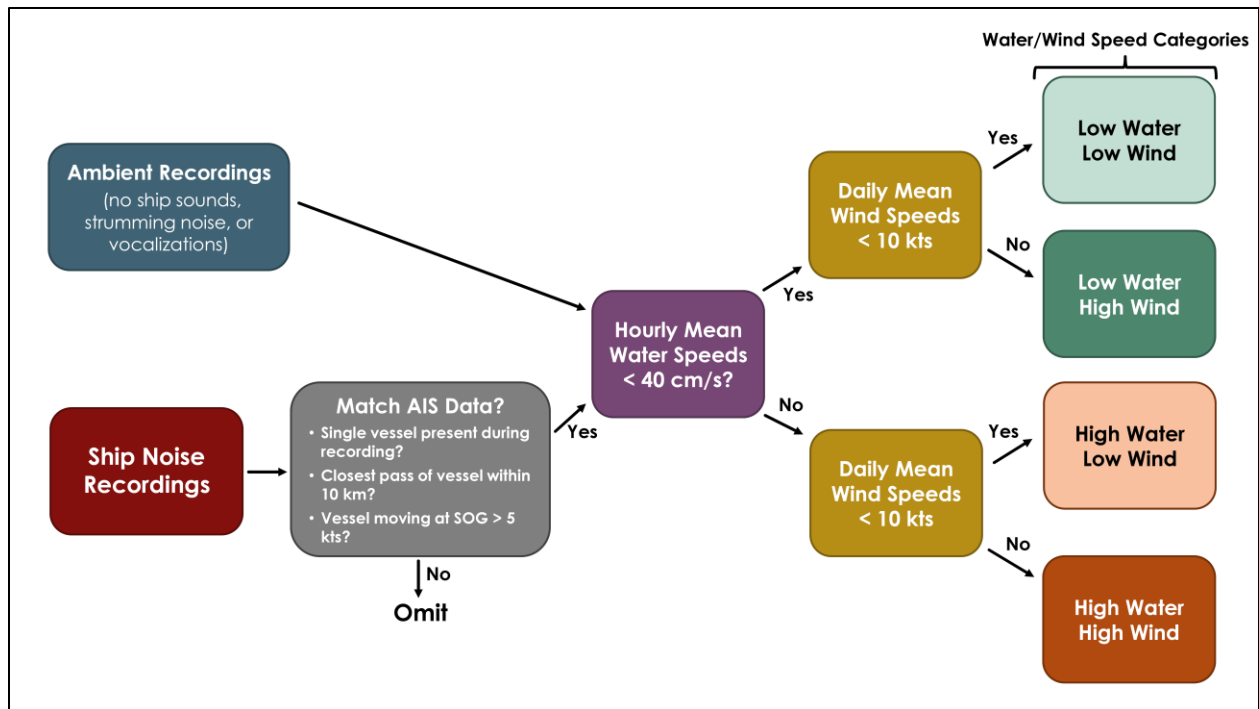 Water/Wind Speed Categories
Ambient Recordings
(no ship sounds,
strumming noise, or
vocalizations)
Ship Noise
Recordings
Match AIS Data?
• Single vessel present during
recording?
• Closest pass of vessel within
10 km?
• Vessel moving at SOG > 5
kts?
No
Omit
Yes
Hourly Mean
Water Speeds
< 40 cm/s?
Yes
Daily Mean
Wind Speeds
< 10 kts
Yes
Low Water
Low Wind
No
Low Water
High Wind
No
Daily Mean
Wind Speeds
< 10 kts
Yes
High Water
Low Wind
No
High Water
High Wind